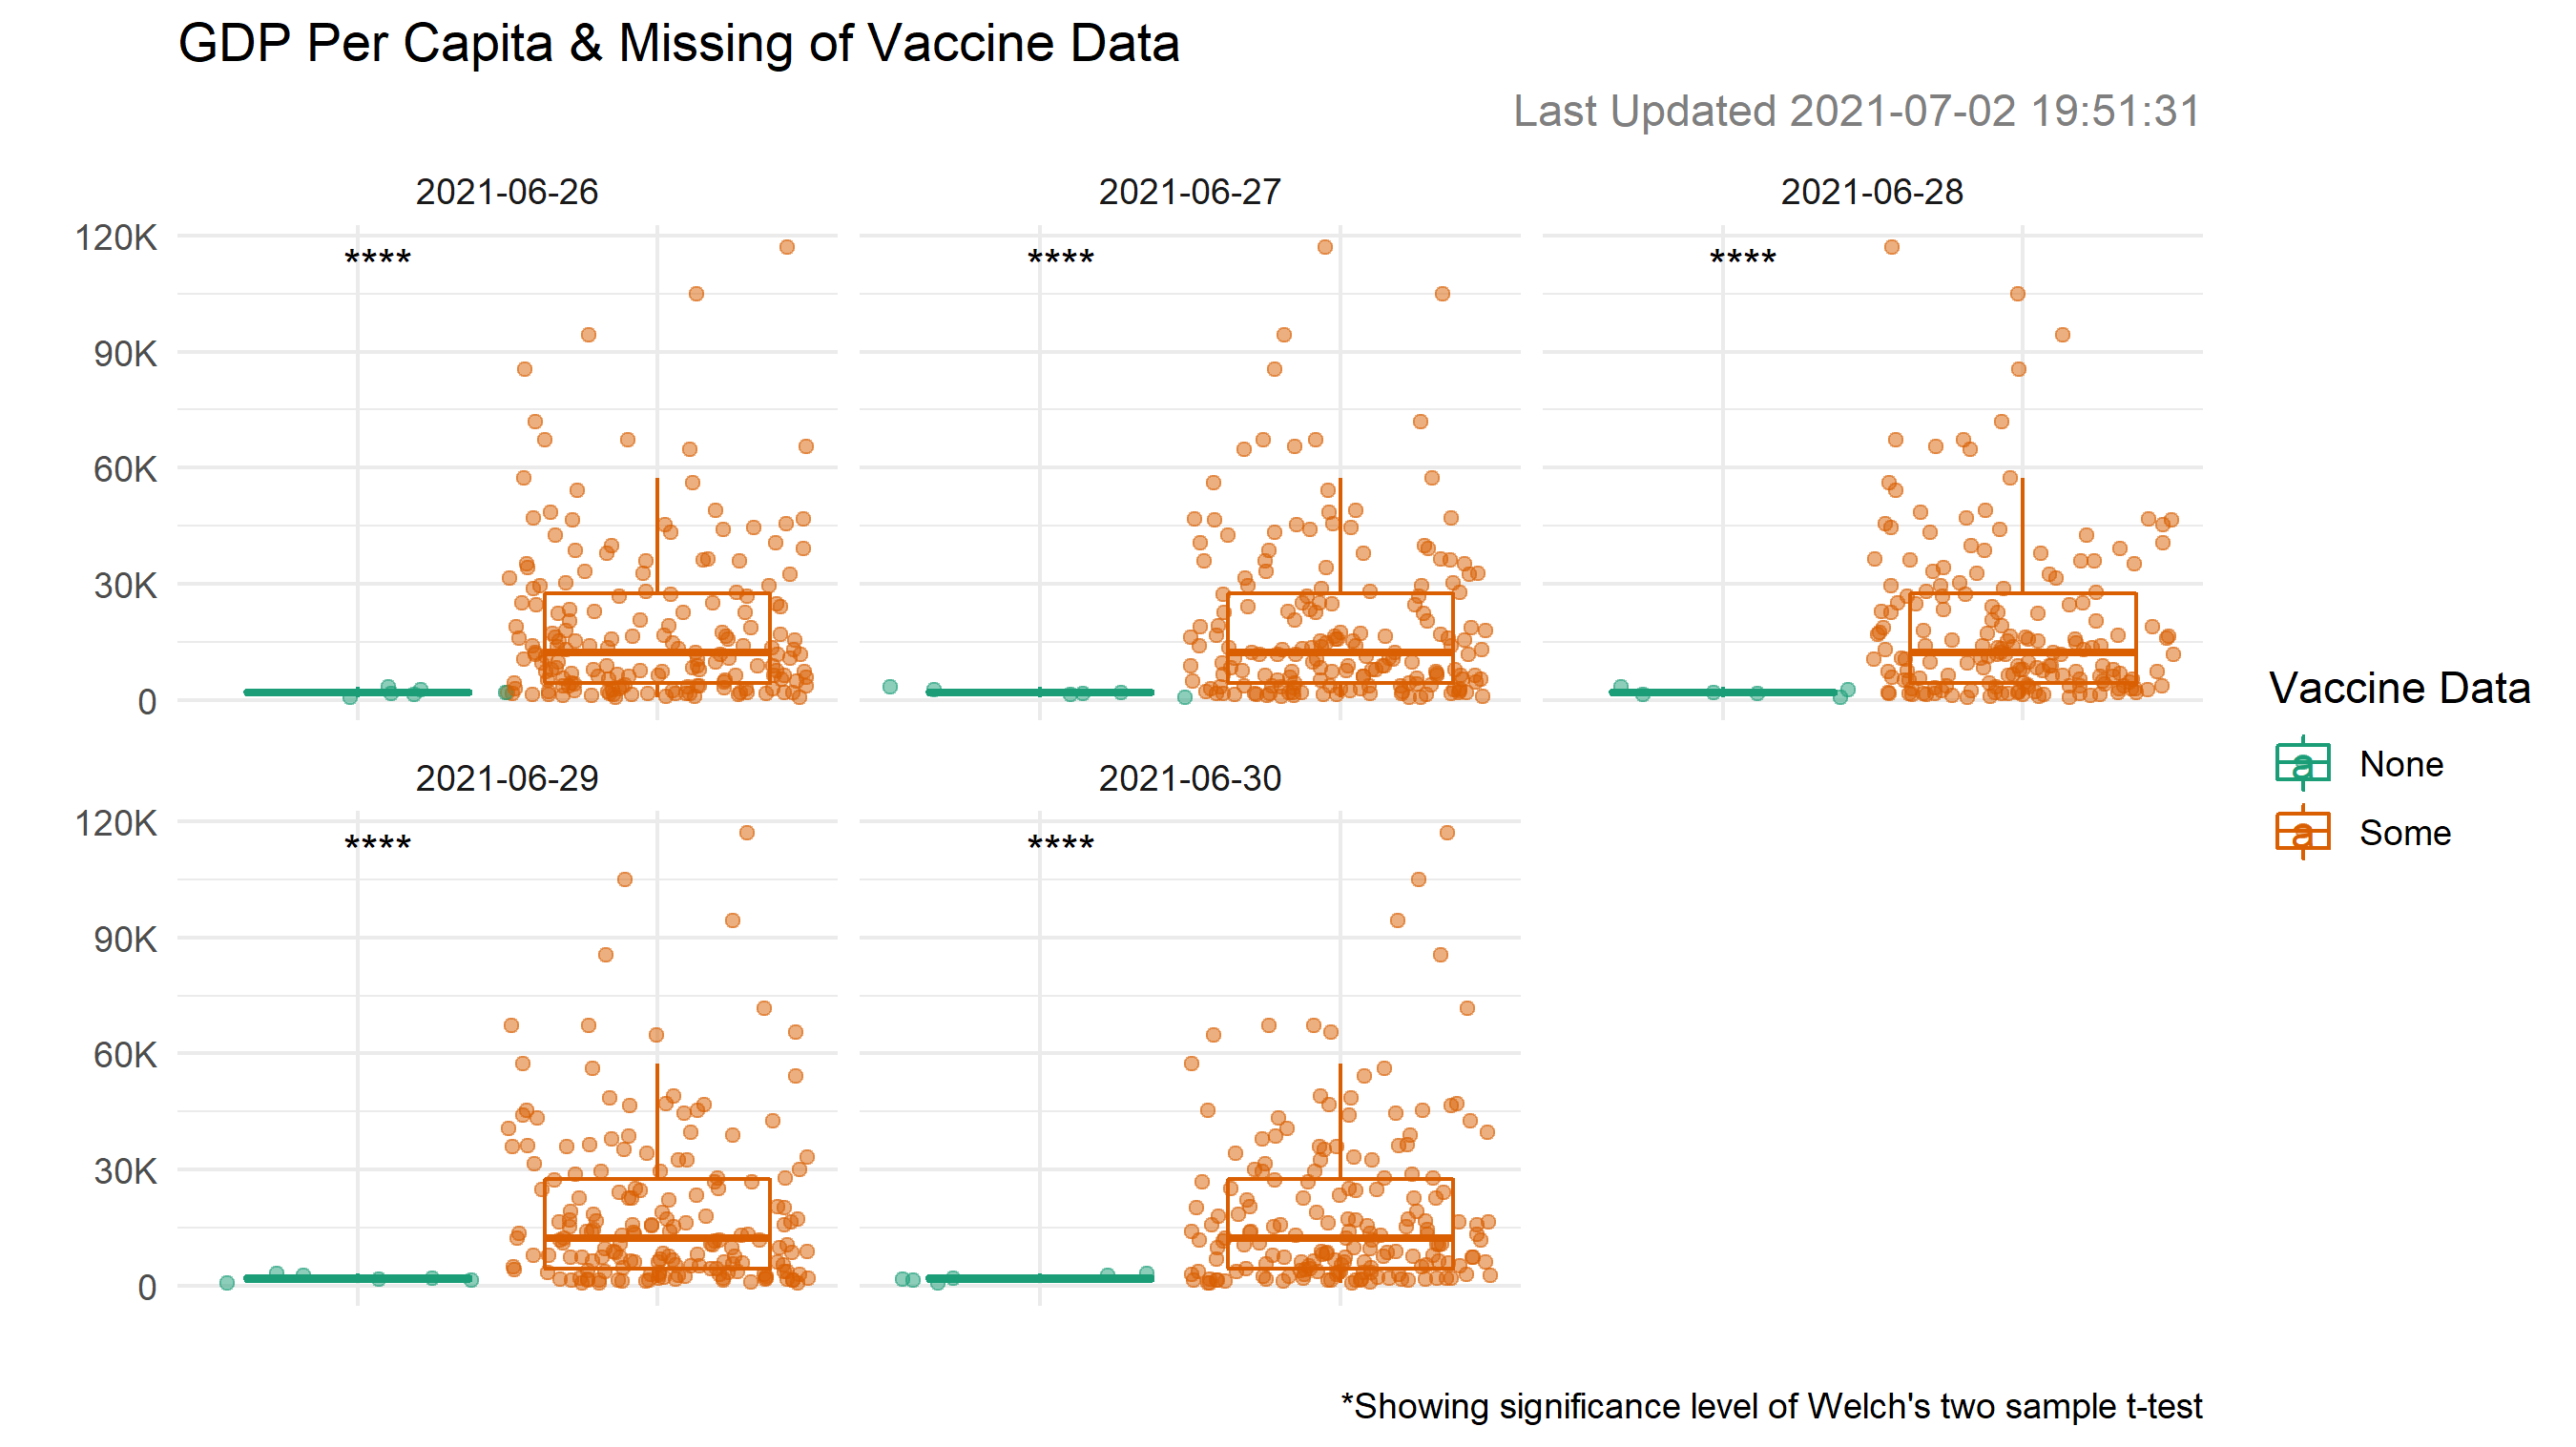 GDP Per Capita & Missing of Vaccine Data
Last Updated 2021-07-02 19:51:31
2021-06-26
2021-06-27
2021-06-28
120K
90K
60K
30K
0
****
****
****
2021-06-29
2021-06-30
120K
90K
60K
30K
0
****
****
Vaccine Data
a None
a Some
*Showing significance level of Welch's two sample t-test